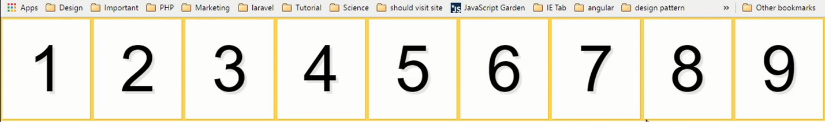 Apps Design Important PHP Marketing laravel Tutorial Science should visit site JS JavaScript Garden IE Tab angular design pattern » Other bookmarks
1 2 3 4 5 6 7 8 9